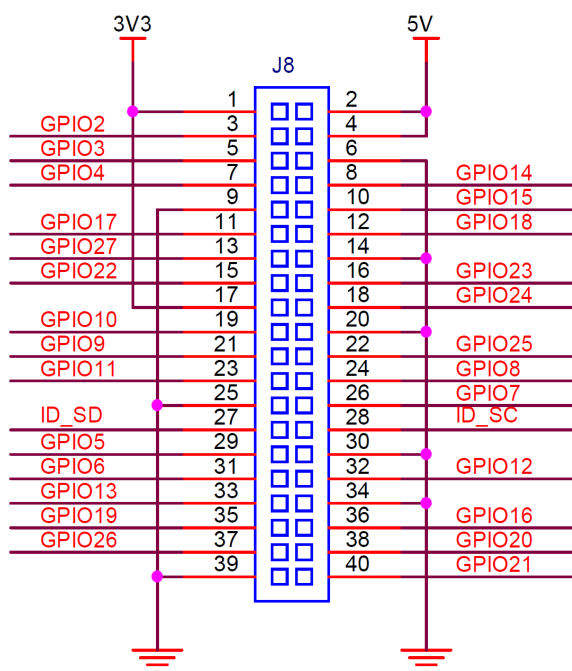 3V3 5V
J8
1 2
GPIO2 3 4
GPIO3 5 6
GPIO4 7 8 GPIO14
9 10 GPIO15
GPIO17 11 12 GPIO18
GPIO27 13 14
GPIO22 15 16 GPIO23
17 18 GPIO24
GPIO10 19 20
GPIO9 21 22 GPIO25
GPIO11 23 24 GPIO8
25 26 GPIO7
ID_SD 27 28 ID_SC
GPIO5 29 30
GPIO6 31 32 GPIO12
GPIO13 33 34
GPIO19 35 36 GPIO16
GPIO26 37 38 GPIO20
39 40 GPIO21